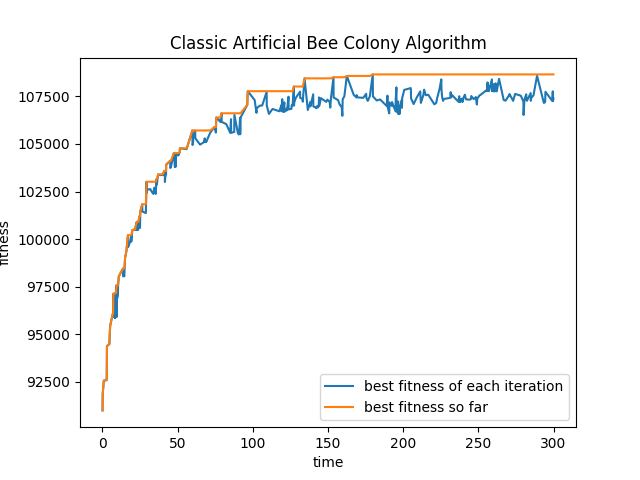 Classic Artificial Bee Colony Algorithm
107500
105000
102500
100000
97500
95000
92500
fitness
best fitness of each iteration
best fitness so far
0 50 100 150 200 250 300
time